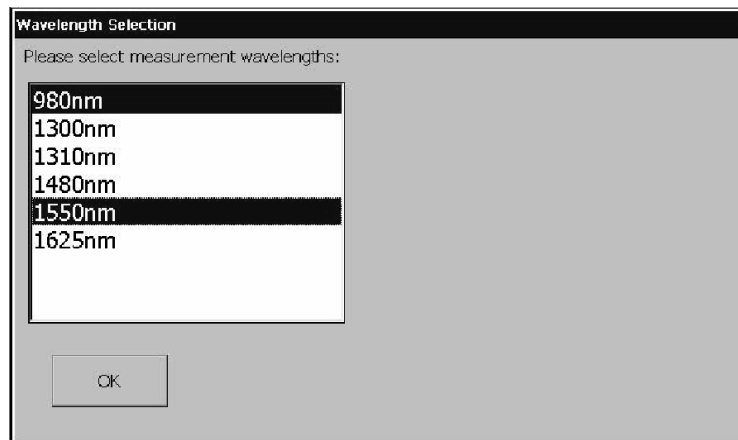 Wavelength Selection
Please select measurement wavelengths:
980nm
1300nm
1310nm
1480nm
1550nm
1625nm
OK